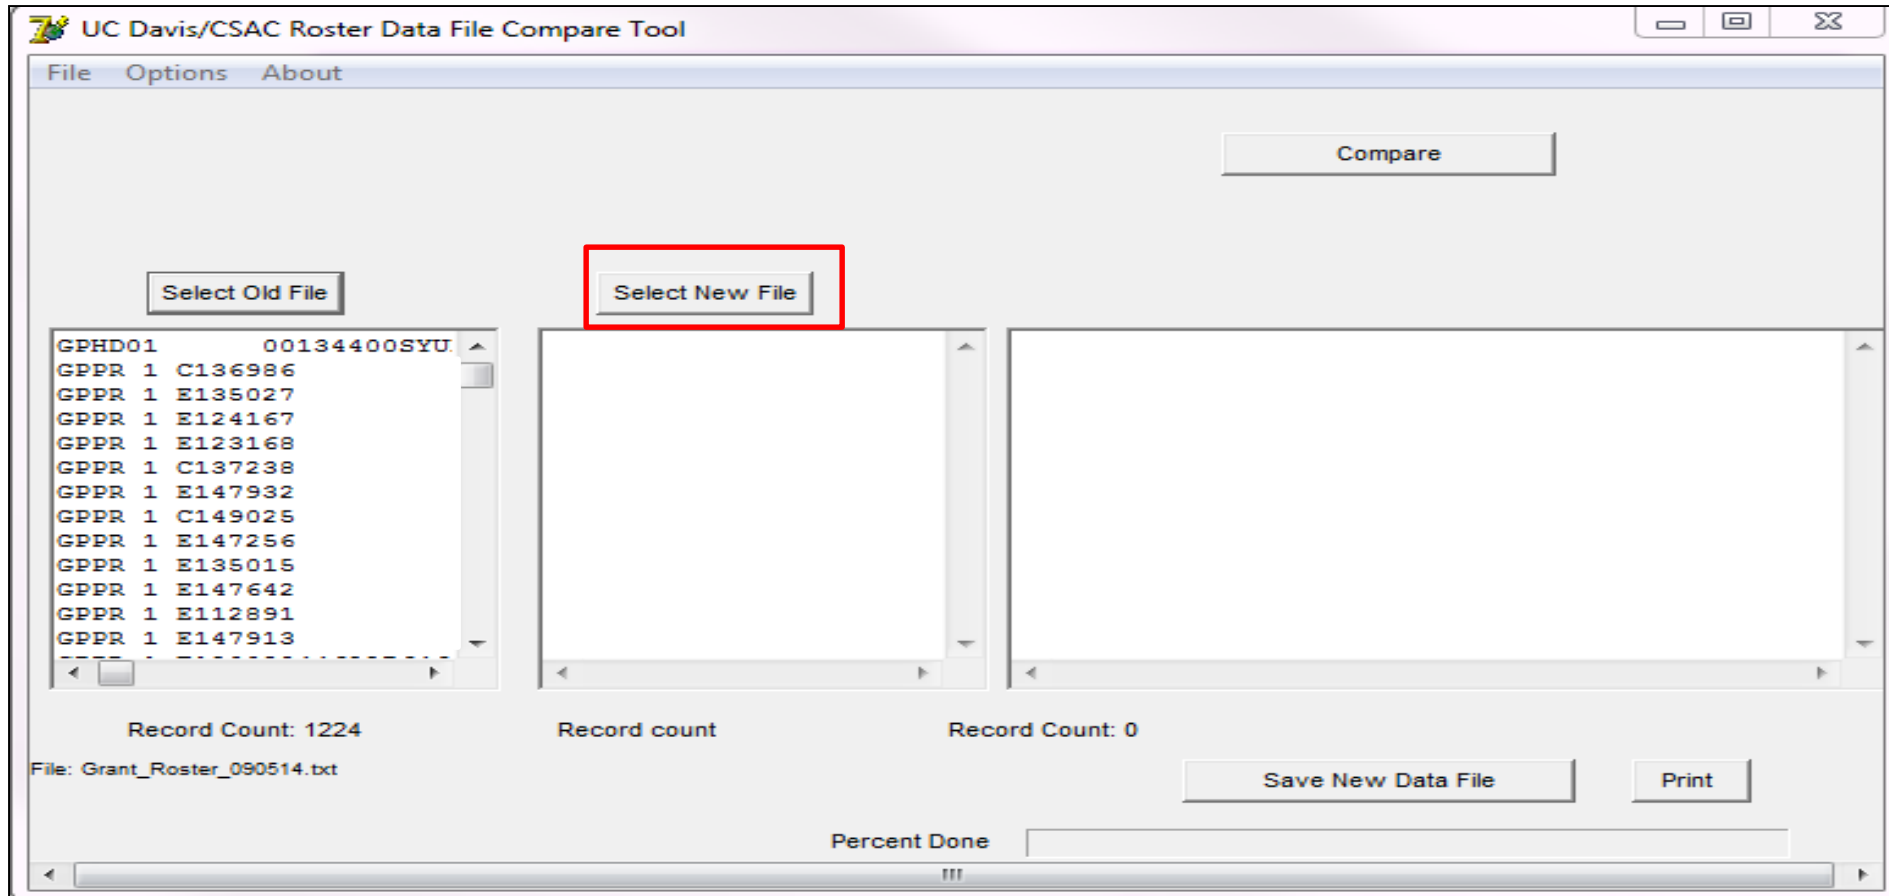 UC Davis/CSAC Roster Data File Compare Tool
File Options About
Compare
Select Old File
Select New File
GPHD01 00134400SYU
GPPR 1 C136986
GPPR 1 E135027
GPPR 1 E124167
GPPR 1 E123168
GPPR 1 C137238
GPPR 1 E147932
GPPR 1 C149025
GPPR 1 E147256
GPPR 1 E135015
GPPR 1 E147642
GPPR 1 E112891
GPPR 1 E147913
Record Count: 1224
Record count
Record Count: 0
File: Grant_Roster_090514.txt
Save New Data File
Print
Percent Done